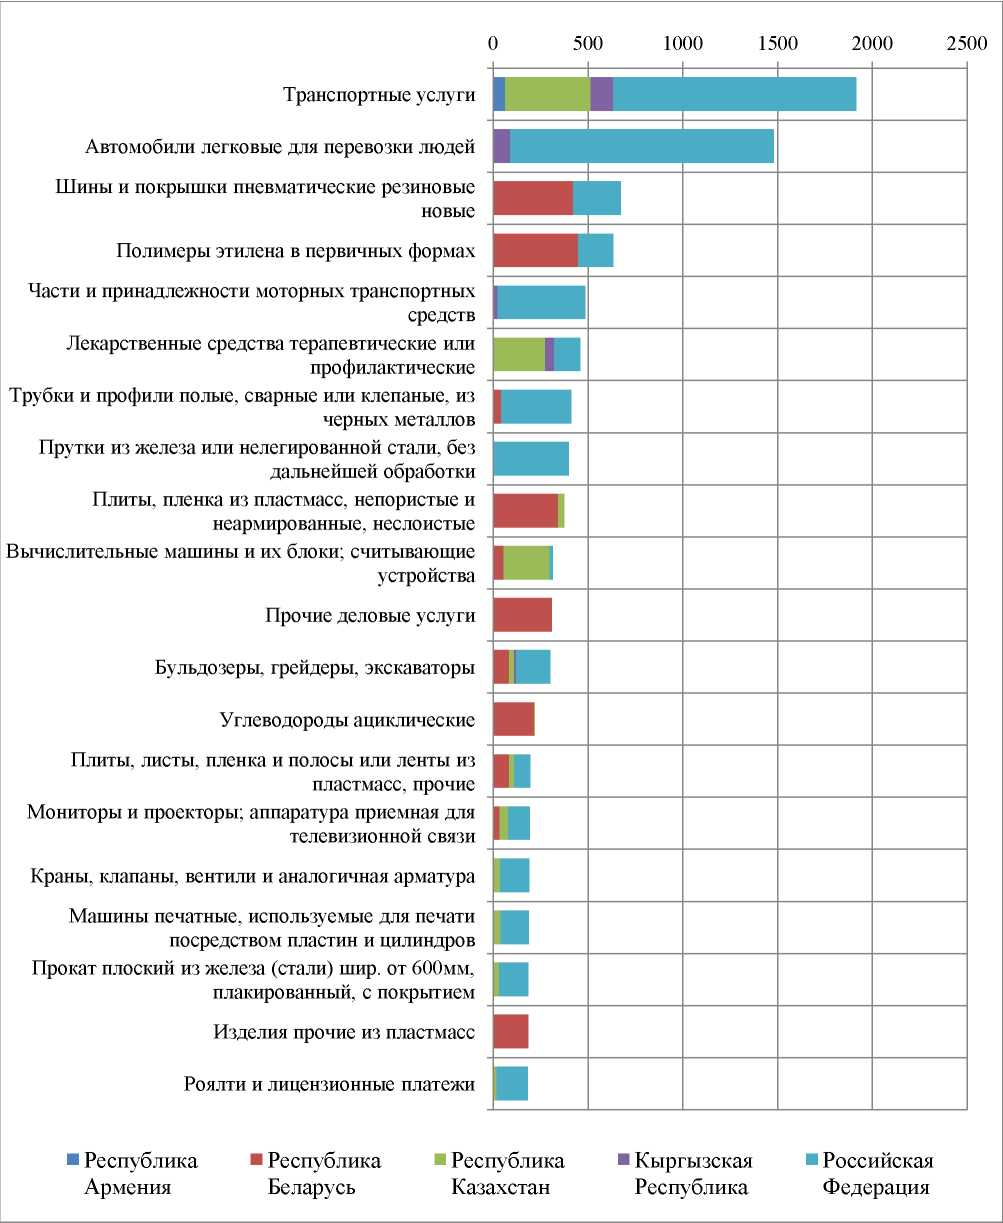 0 500 1000 1500 2000 2500
Транспортные услуги
Автомобили легковые для перевозки людей
Шины и покрышки пневматические резиновые
новые
Полимеры этилена в первичных формах
Части и принадлежности моторных транспортных
средств
Лекарственные средства терапевтические или
профилактические
Трубки и профили полые, сварные или клепаные, из
черных металлов
Прутки из железа или нелегированной стали, без
дальнейшей обработки
Плиты, пленка из пластмасс, непористые и
неармированные, неслоистые
Вычислительные машины и их блоки; считывающие
устройства
Прочие деловые услуги
Бульдозеры, грейдеры, экскаваторы
Углеводороды ациклические
Плиты, листы, пленка и полосы или ленты из
пластмасс, прочие
Мониторы и проекторы; аппаратура приемная для
телевизионной связи
Краны, клапаны, вентили и аналогичная арматура
Машины печатные, используемые для печати
посредством пластин и цилиндров
Прокат плоский из железа (стали) шир. от 600мм,
плакированный, с покрытием
Изделия прочие из пластмасс
Роялти и лицензионные платежи
Республика Армения
Республика Беларусь
Республика Казахстан
Кыргызская Республика
Российская Федерация